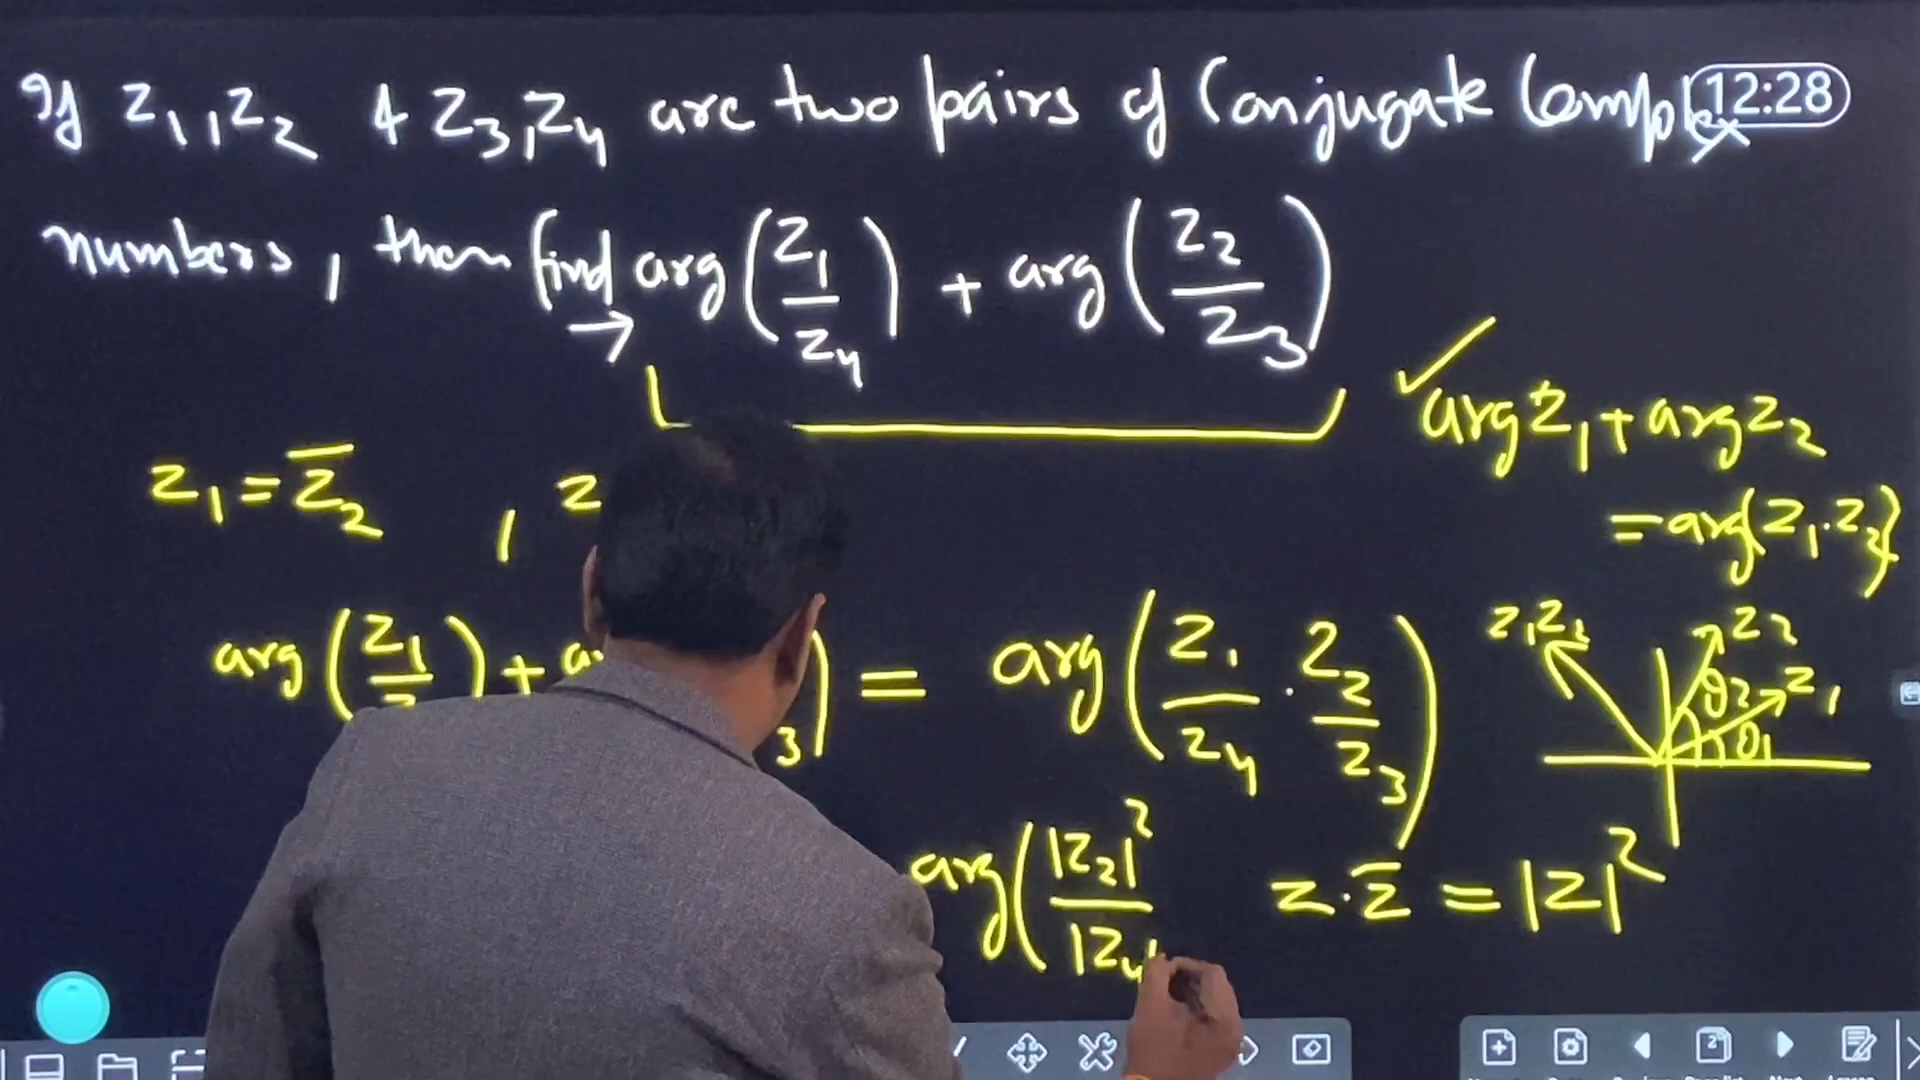 If z₁,z₂ & z₃,z₄ are two pairs of Conjugate Complex
12:28
numbers, then find arg(z₁/z₄) + arg(z₂/z₃)
→
✓ arg z₁ + arg z₂
= arg(z₁·z₂)
z₁ = z̅₂ , z
arg(z₁/ ) + a 3) = arg(z₁/z₄ · z₂/z₃)
z₁z₂ z₂ θ₂ z₁ θ₁
arg(|z₂|²/|z₄| z·z̅ = |z|²